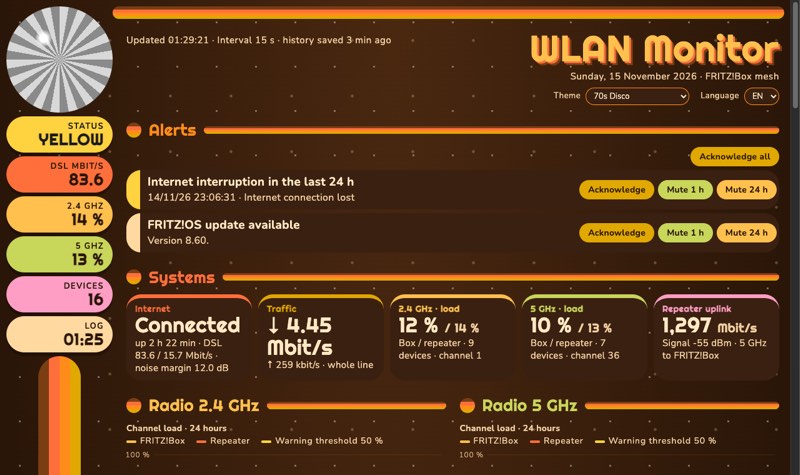 Updated 01:29:21 · Interval 15 s · history saved 3 min ago
WLAN Monitor
Sunday, 15 November 2026 · FRITZ!Box mesh
Theme 70s Disco Language EN
STATUS
YELLOW
DSL MBIT/S
83.6
2.4 GHZ
14 %
5 GHZ
13 %
DEVICES
16
LOG
01:25
Alerts
Acknowledge all
Internet interruption in the last 24 h
14/11/26 23:06:31 · Internet connection lost
Acknowledge Mute 1 h Mute 24 h
FRITZ!OS update available
Version 8.60.
Acknowledge Mute 1 h Mute 24 h
Systems
Internet
Connected
up 2 h 22 min · DSL
83.6 / 15.7 Mbit/s ·
noise margin 12.0 dB
Traffic
↓ 4.45
Mbit/s
↑ 259 kbit/s · whole line
2.4 GHz · load
12 % / 14 %
Box / repeater · 9
devices · channel 1
5 GHz · load
10 % / 13 %
Box / repeater · 7
devices · channel 36
Repeater uplink
1,297 Mbit/s
Signal -55 dBm · 5 GHz
to FRITZ!Box
Radio 2.4 GHz
Channel load · 24 hours
FRITZ!Box Repeater Warning threshold 50 %
100 %
Radio 5 GHz
Channel load · 24 hours
FRITZ!Box Repeater Warning threshold 50 %
100 %